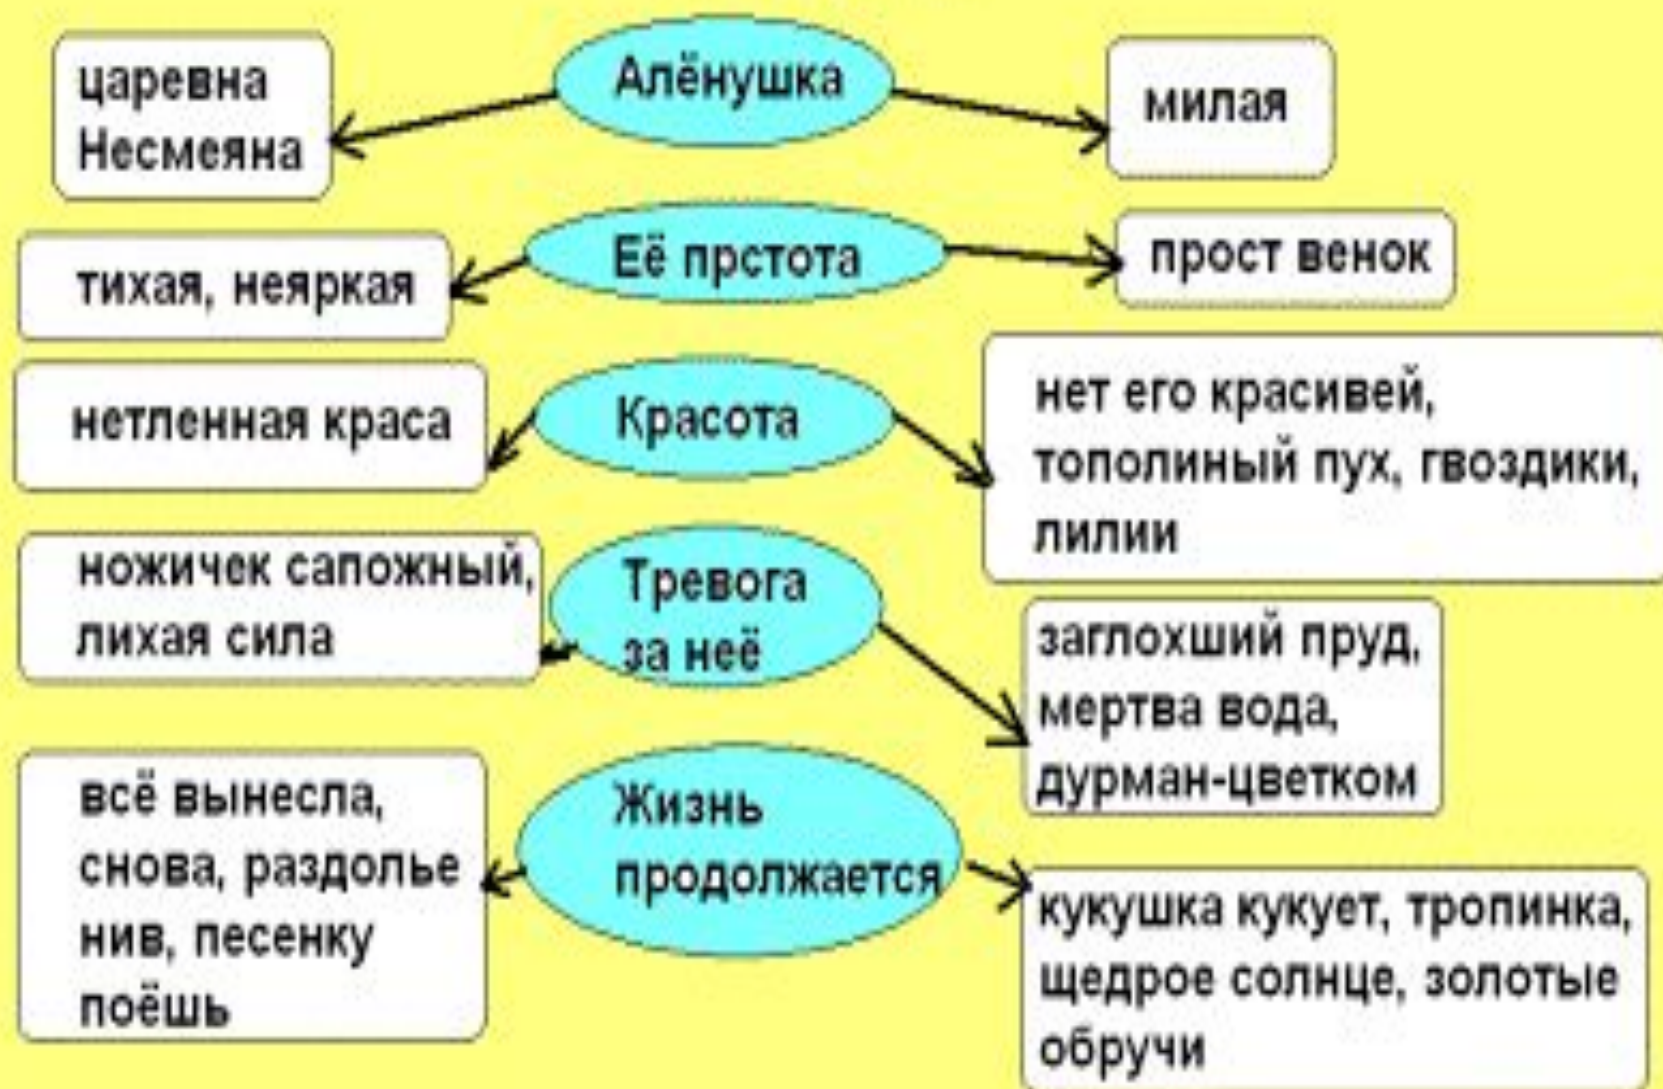 царевна
Несмеяна
Алёнушка
милая
тихая, неяркая
Её прстота
прост венок
нетленная краса
Красота
нет его красивей,
тополиный пух, гвоздики,
лилии
ножичек сапожный,
лихая сила
Тревога
за неё
заглохший пруд,
мертва вода,
дурман-цветком
всё вынесла,
снова, раздолье
нив, песенку
поёшь
Жизнь
продолжается
кукушка кукует, тропинка,
щедрое солнце, золотые
обручи